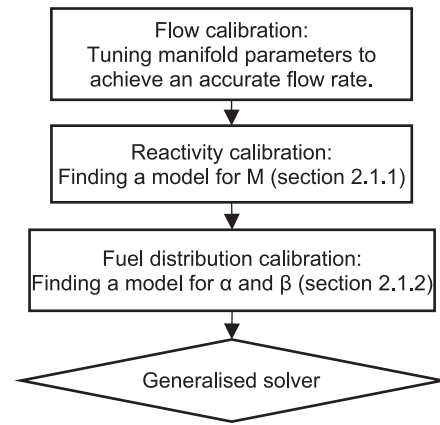 Flow calibration:
Tuning manifold parameters to
achieve an accurate flow rate.
Reactivity calibration:
Finding a model for M (section 2.1.1)
Fuel distribution calibration:
Finding a model for α and β (section 2.1.2)
Generalised solver